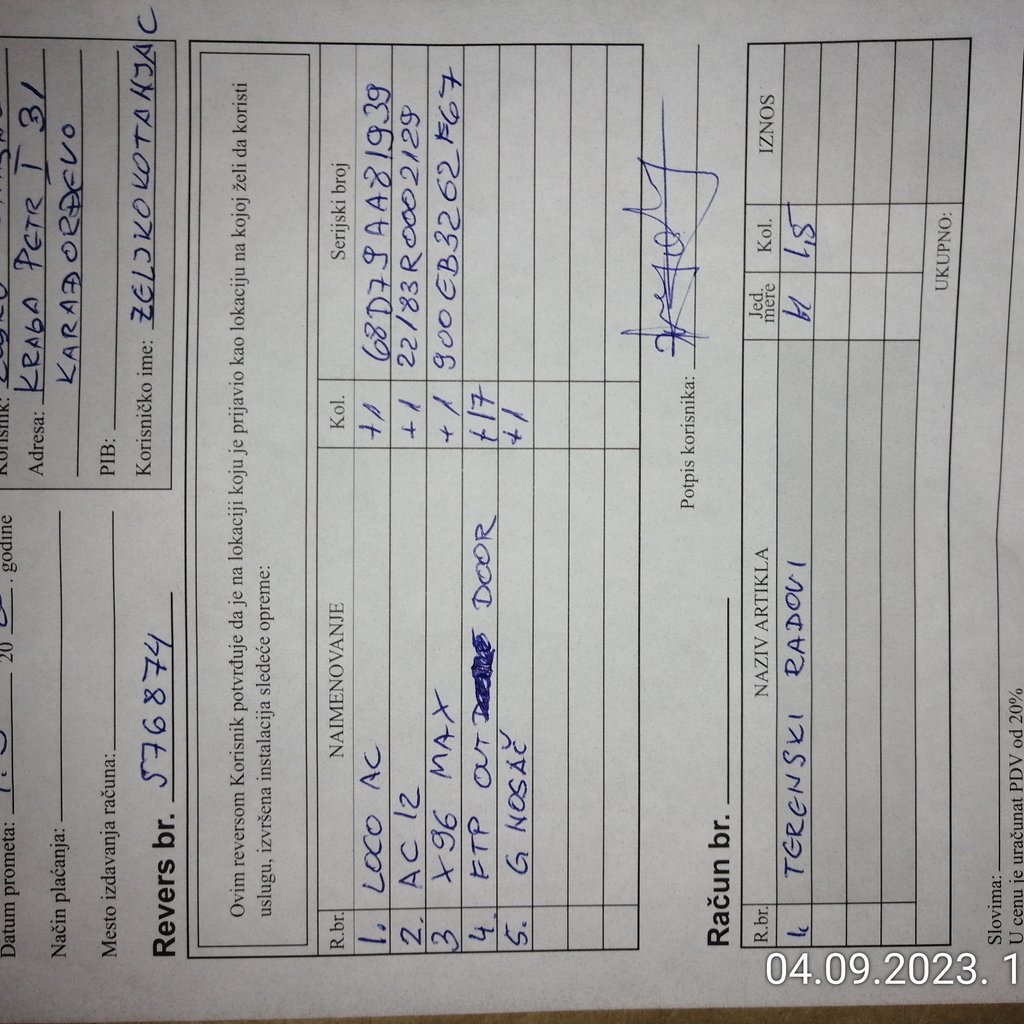 Datum prometa: 20 . godine
Način plaćanja:
Mesto izdavanja računa:
Korisnik:
Adresa: KRAGA PETR I 31
KARAĐORĐEVO
PIB:
Korisničko ime: ZELJKOKOTANJAC
Revers br. 576874
Ovim reversom Korisnik potvrđuje da je na lokaciji koju je prijavio kao lokaciju na kojoj želi da koristi
uslugu, izvršena instalacija sledeće opreme:
R.br. NAIMENOVANJE Kol. Serijski broj
1. LOCO AC +1 68D79AA81939
2. AC 12 +1 22/83R0002129
3 X96 MAX +1 900EB3262F67
4. FTP OUT DOOR +17
5. G NOSAČ +1
Potpis korisnika:
Račun br.
R.br. NAZIV ARTIKLA Jed. mere Kol. IZNOS
1. TERENSKI RADOVI H 1,5
UKUPNO:
Slovima:
U cenu je uračunat PDV od 20%
04.09.2023. 1